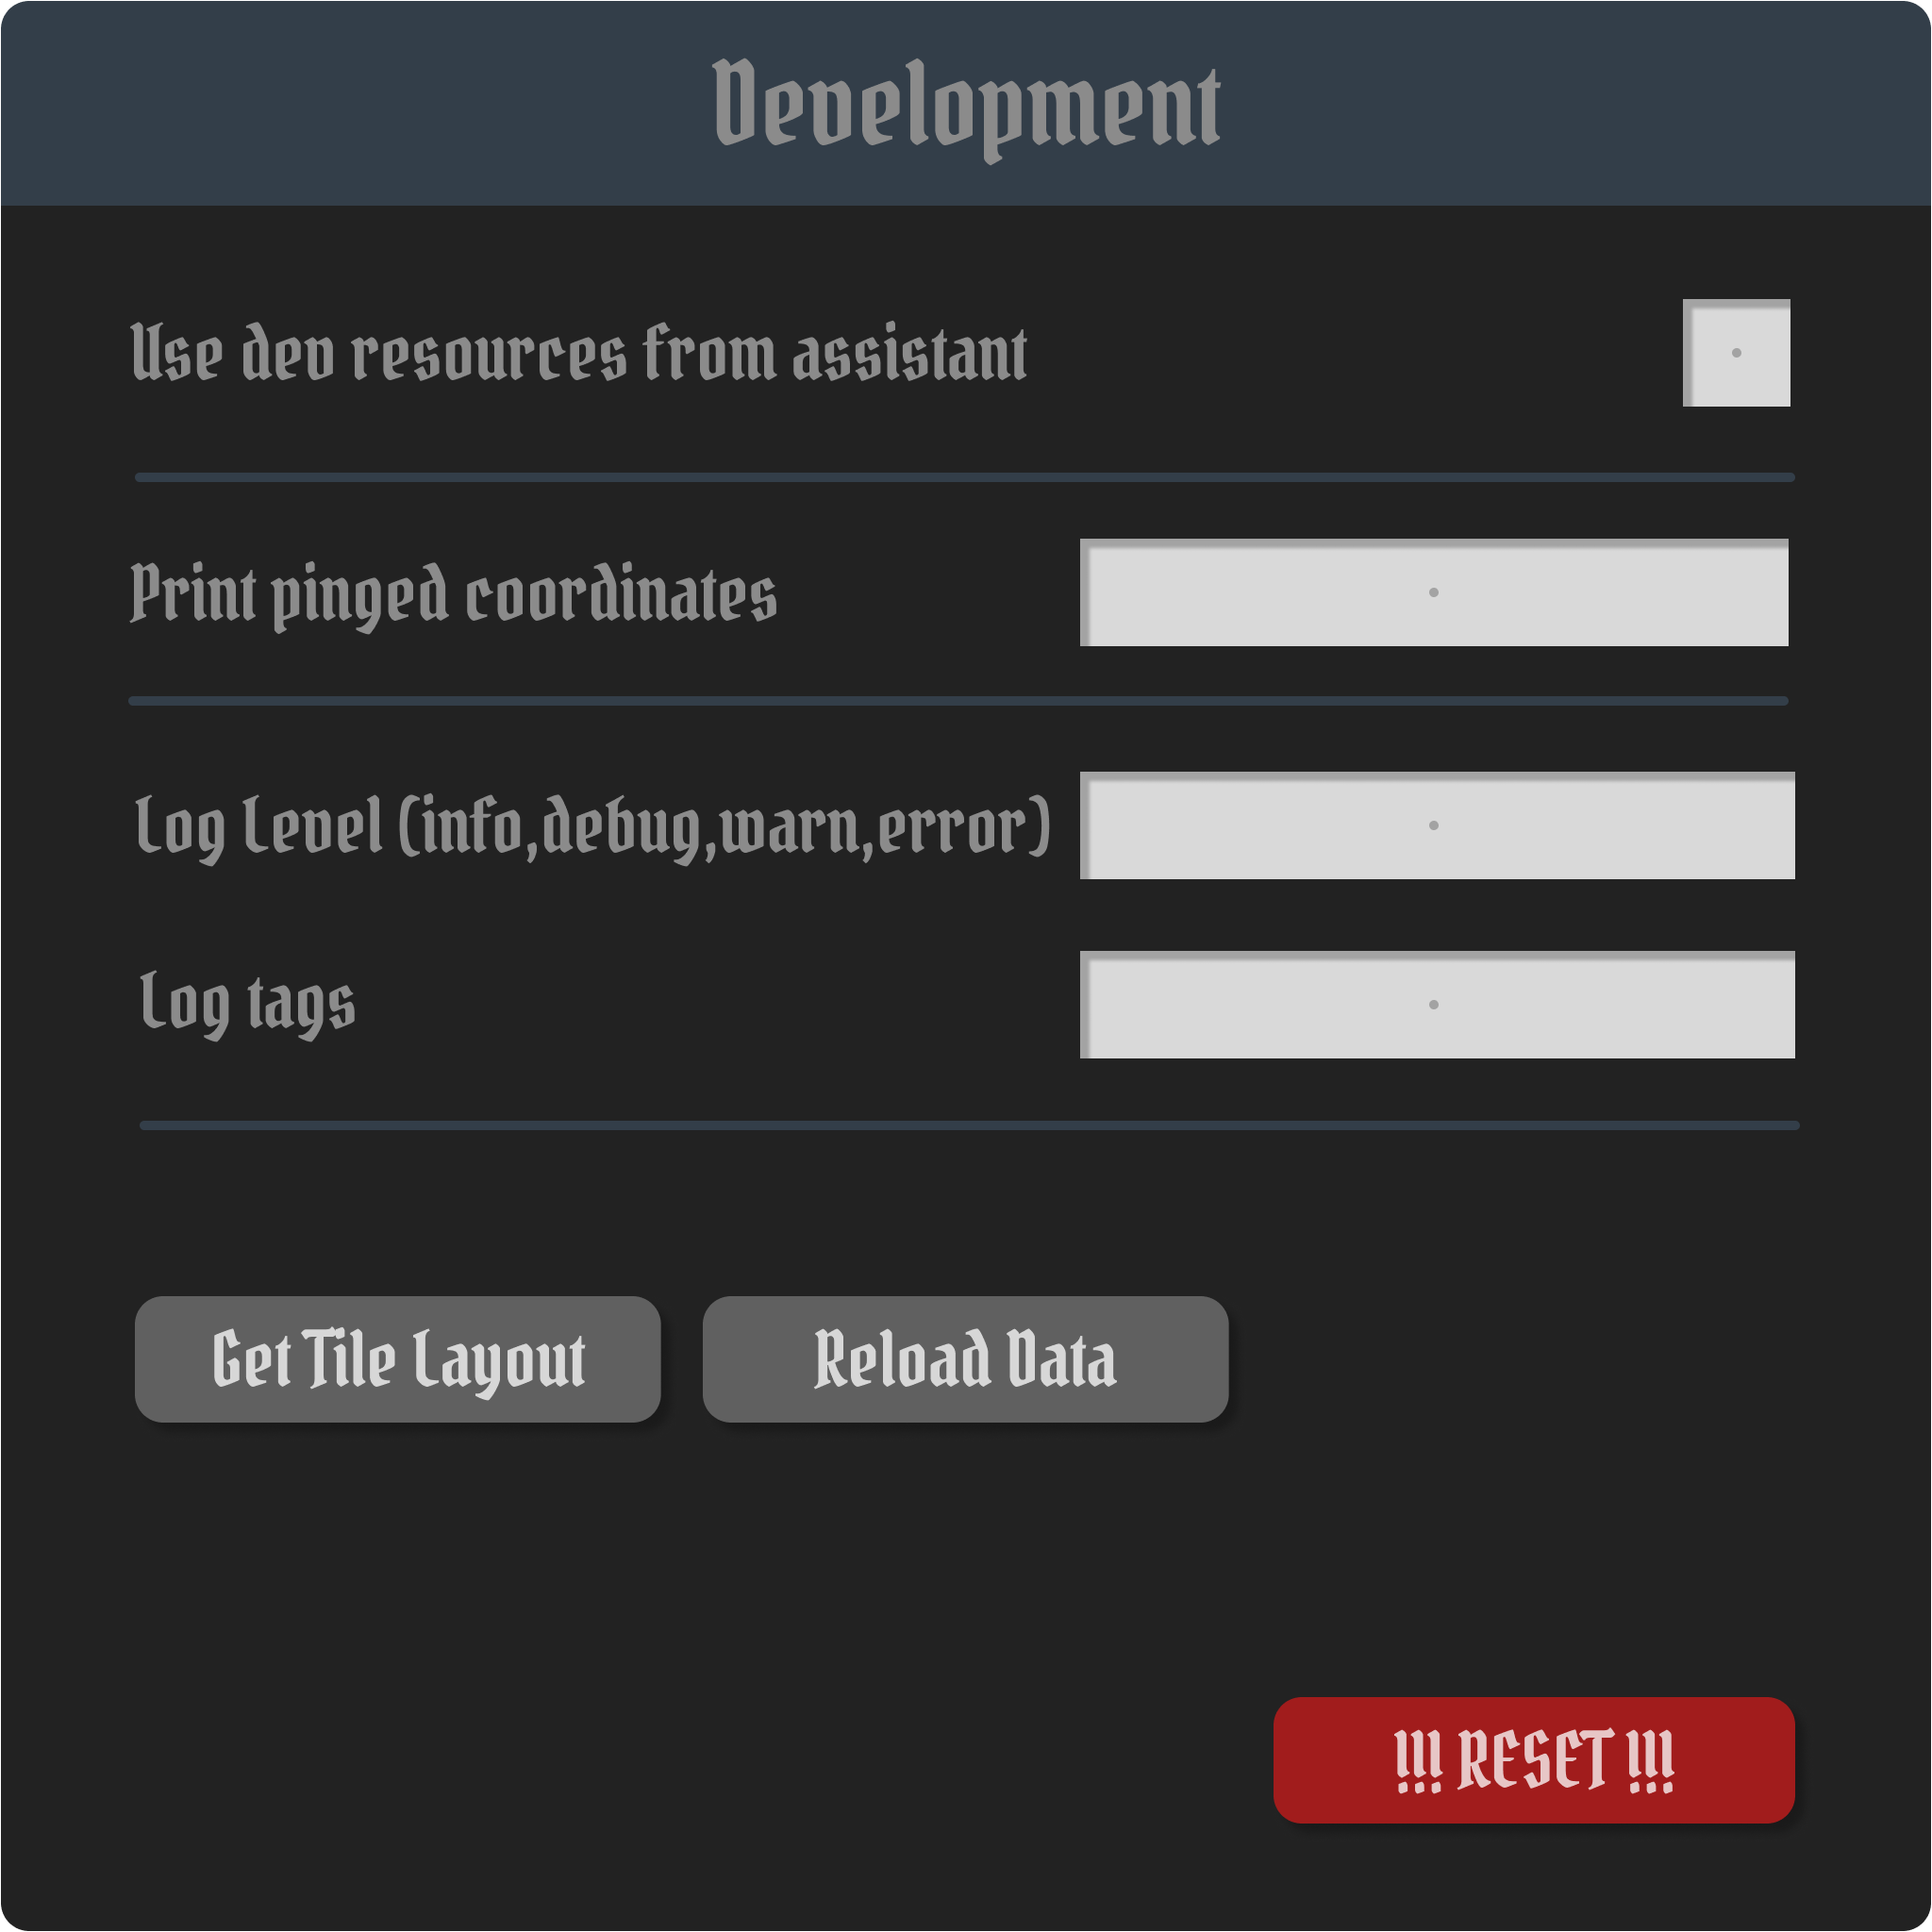 Development
Use dev resources from assistant
Print pinged coordinates
Log Level (info,debug,warn,error)
Log tags
Get Tile Layout
Reload Data
!!! RESET !!!